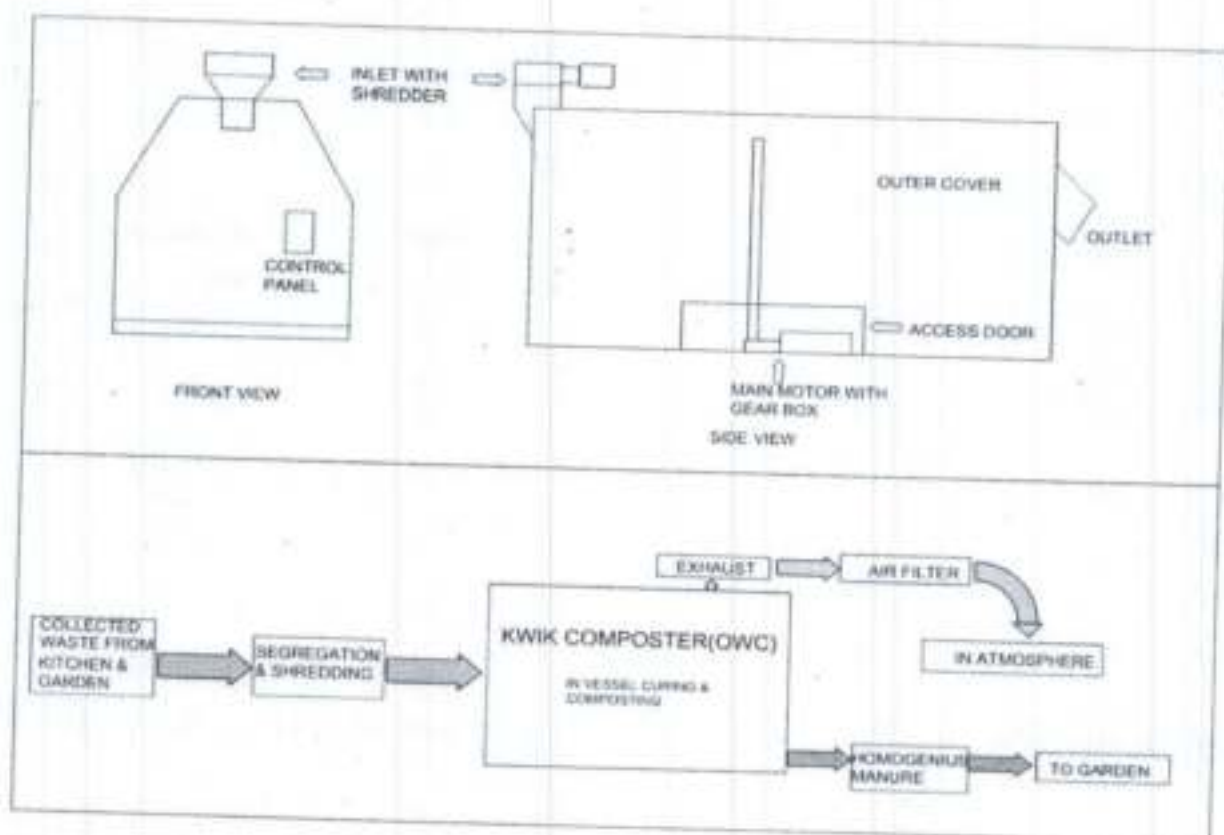 INLET WITH
SHREDDER
OUTER COVER
OUTLET
CONTROL
PANEL
ACCESS DOOR
FRONT VIEW
MAIN MOTOR WITH
GEAR BOX
SIDE VIEW
EXHAUST
AIR FILTER
COLLECTED
WASTE FROM
KITCHEN &
GARDEN
SEGREGATION
& SHREDDING
KWIK COMPOSTER(OWC)
IN VESSEL CURING &
COMPOSTING
IN ATMOSPHERE
HOMOGENIUS
MANURE
TO GARDEN